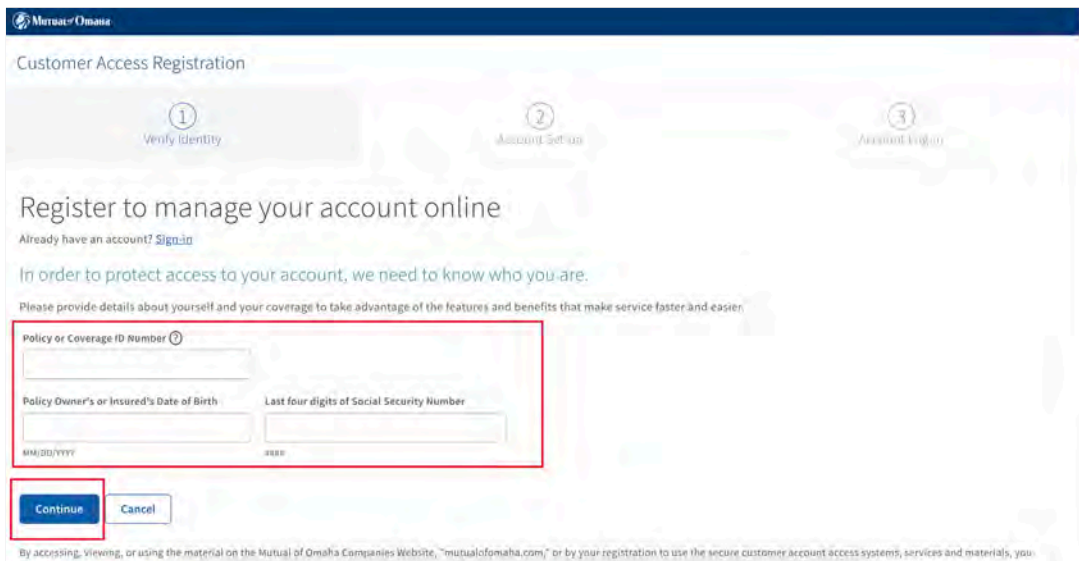 Mutual of Omaha
Customer Access Registration
1 2 3
Verify Identity Account Set-up Account Log-in
Register to manage your account online
Already have an account? Sign-in
In order to protect access to your account, we need to know who you are.
Please provide details about yourself and your coverage to take advantage of the features and benefits that make service faster and easier.
Policy or Coverage ID Number ?
Policy Owner's or Insured's Date of Birth Last four digits of Social Security Number
MM/DD/YYYY ####
Continue Cancel
By accessing, viewing, or using the material on the Mutual of Omaha Companies Website, "mutualofomaha.com," or by your registration to use the secure customer account access systems, services and materials, you